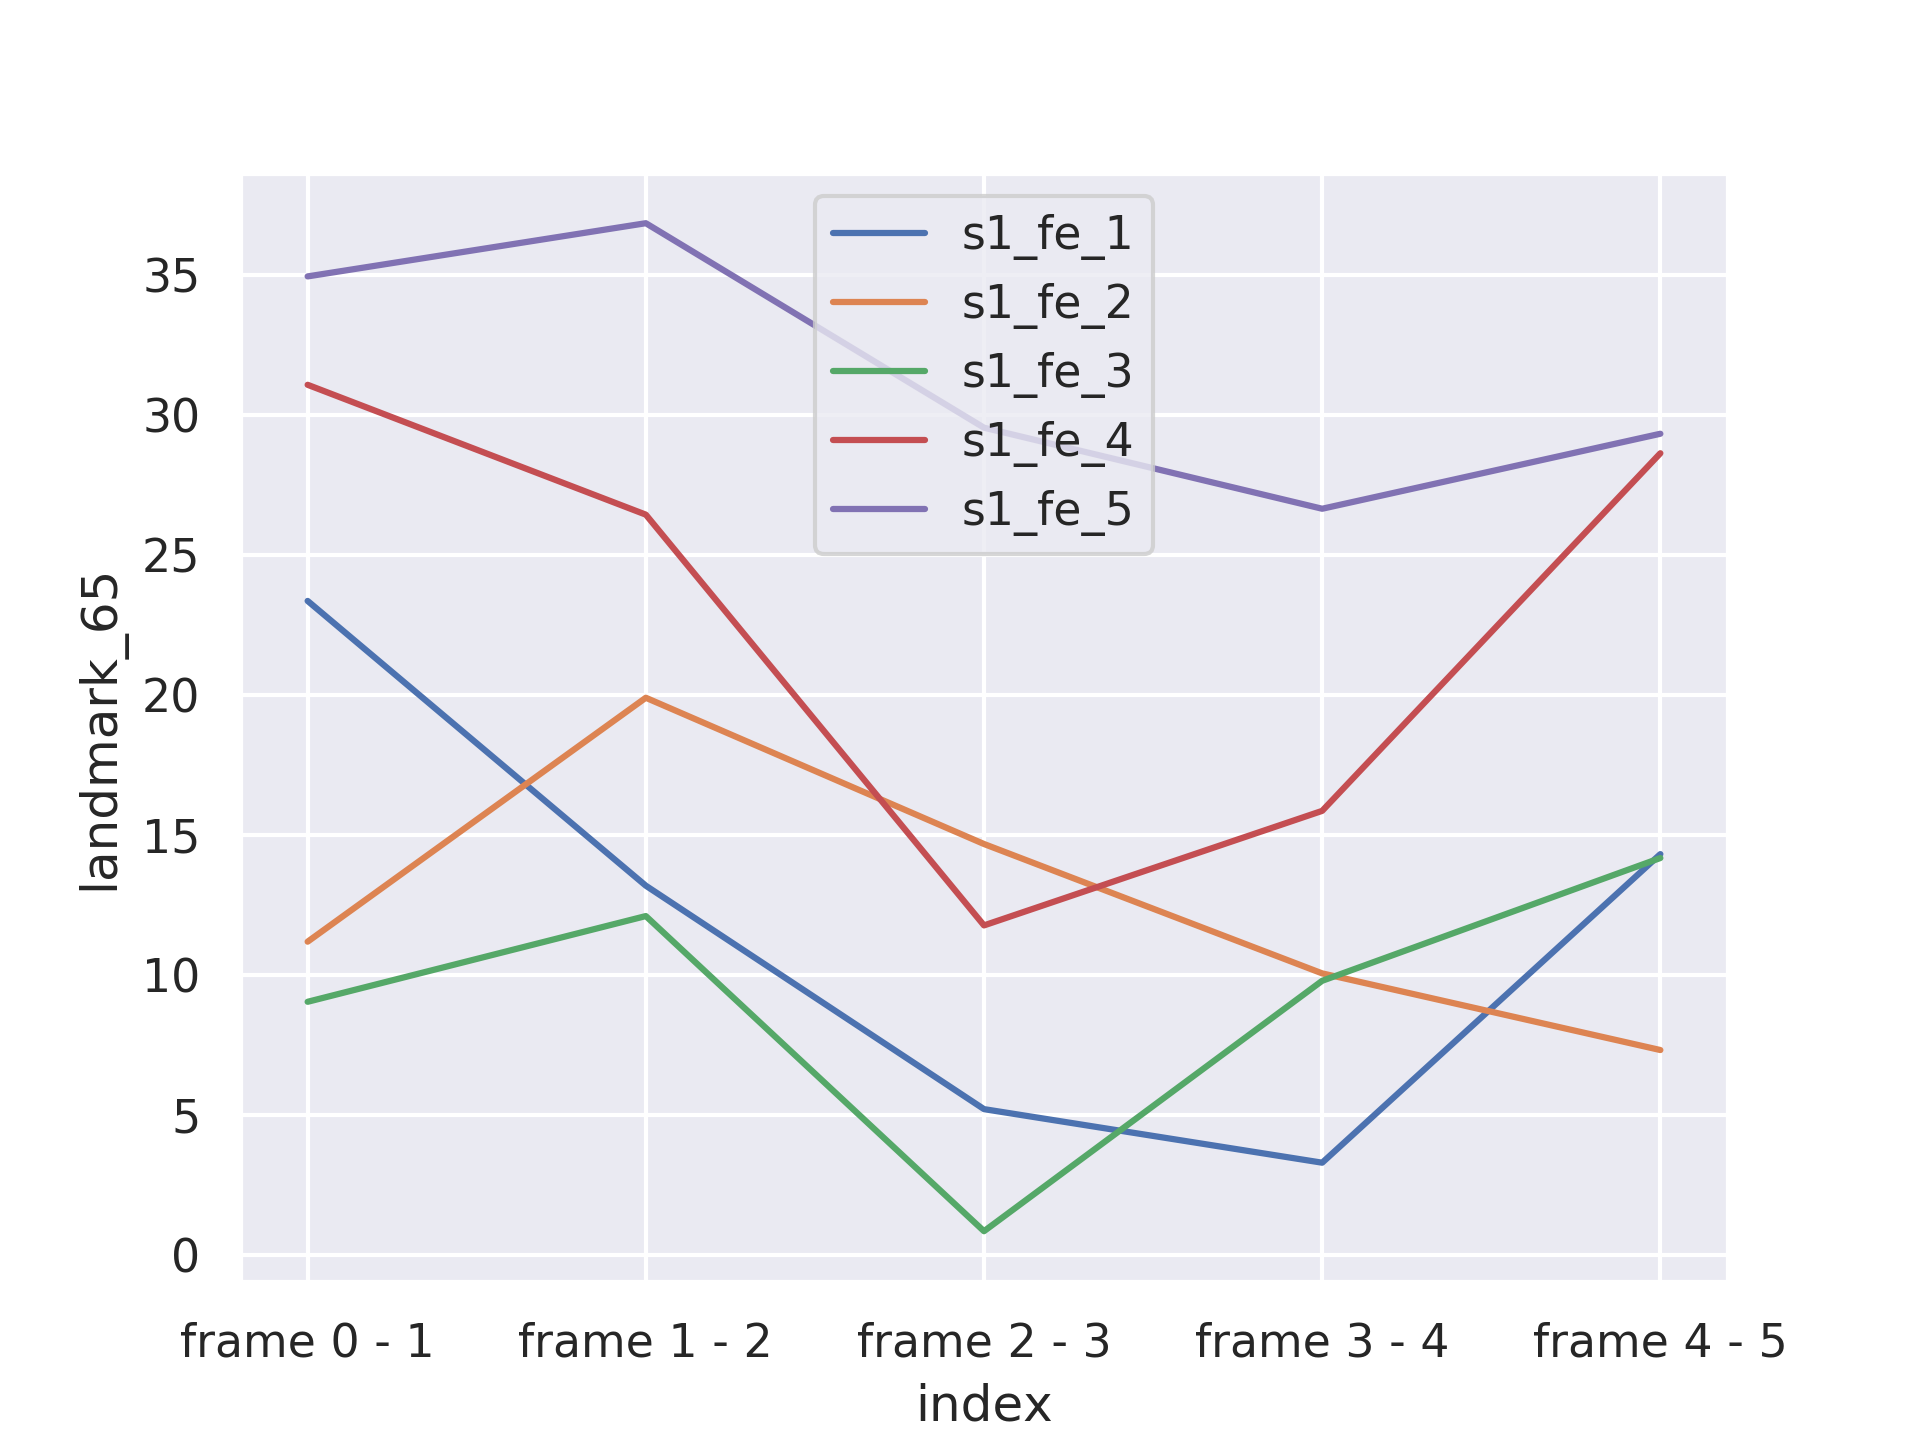 s1_fe_1
s1_fe_2
s1_fe_3
s1_fe_4
s1_fe_5
landmark_65
35
30
25
20
15
10
5
0
frame 0 - 1
frame 1 - 2
frame 2 - 3
frame 3 - 4
frame 4 - 5
index